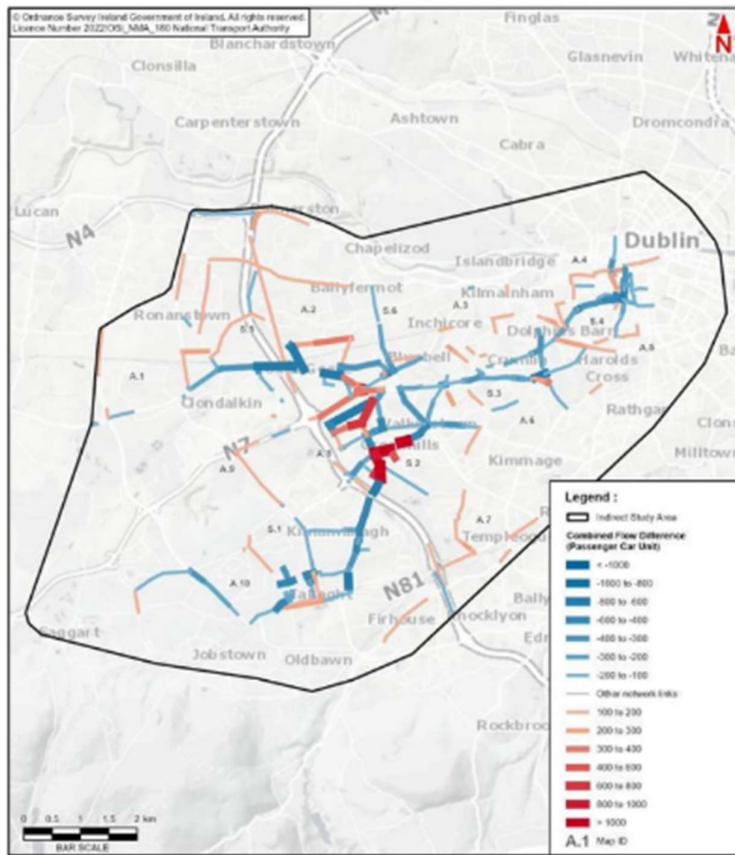 © Ordnance Survey Ireland Government of Ireland. All rights reserved.
Licence Number 2022/OSi_NMA_180 National Transport Authority
Finglas
Blanchardstown
Glasnevin
Clonsilla
N
Carpenterstown
Ashtown
Dromcondra
Cabra
Lucan
N4
Chapelizod
Dublin
Islandbridge
A.4
Ballyfermot
Kilmainham
A.3
A.2
S.6
Ronanstown
Inchicore
S.4
S.5
Dolphins Barn
A.5
Bluebell
Crumlin
Harolds
Cross
A.1
S.3
Clondalkin
Rathgar
A.6
N7
Milltown
A.8
S.2
Kimmage
A.9
A.7
S.1
Templeogue
A.10
Tallaght
N81
Firhouse
Knocklyon
Saggart
Jobstown
Oldbawn
Rockbroo
Legend :
Indirect Study Area
Combined Flow Difference
(Passenger Car Unit)
< -1000
-1000 to -800
-800 to -600
-600 to -400
-400 to -300
-300 to -200
-200 to -100
Other network links
100 to 200
200 to 300
300 to 400
400 to 600
600 to 800
800 to 1000
> 1000
A.1 Map ID
0 0.5 1 2 km
BAR SCALE